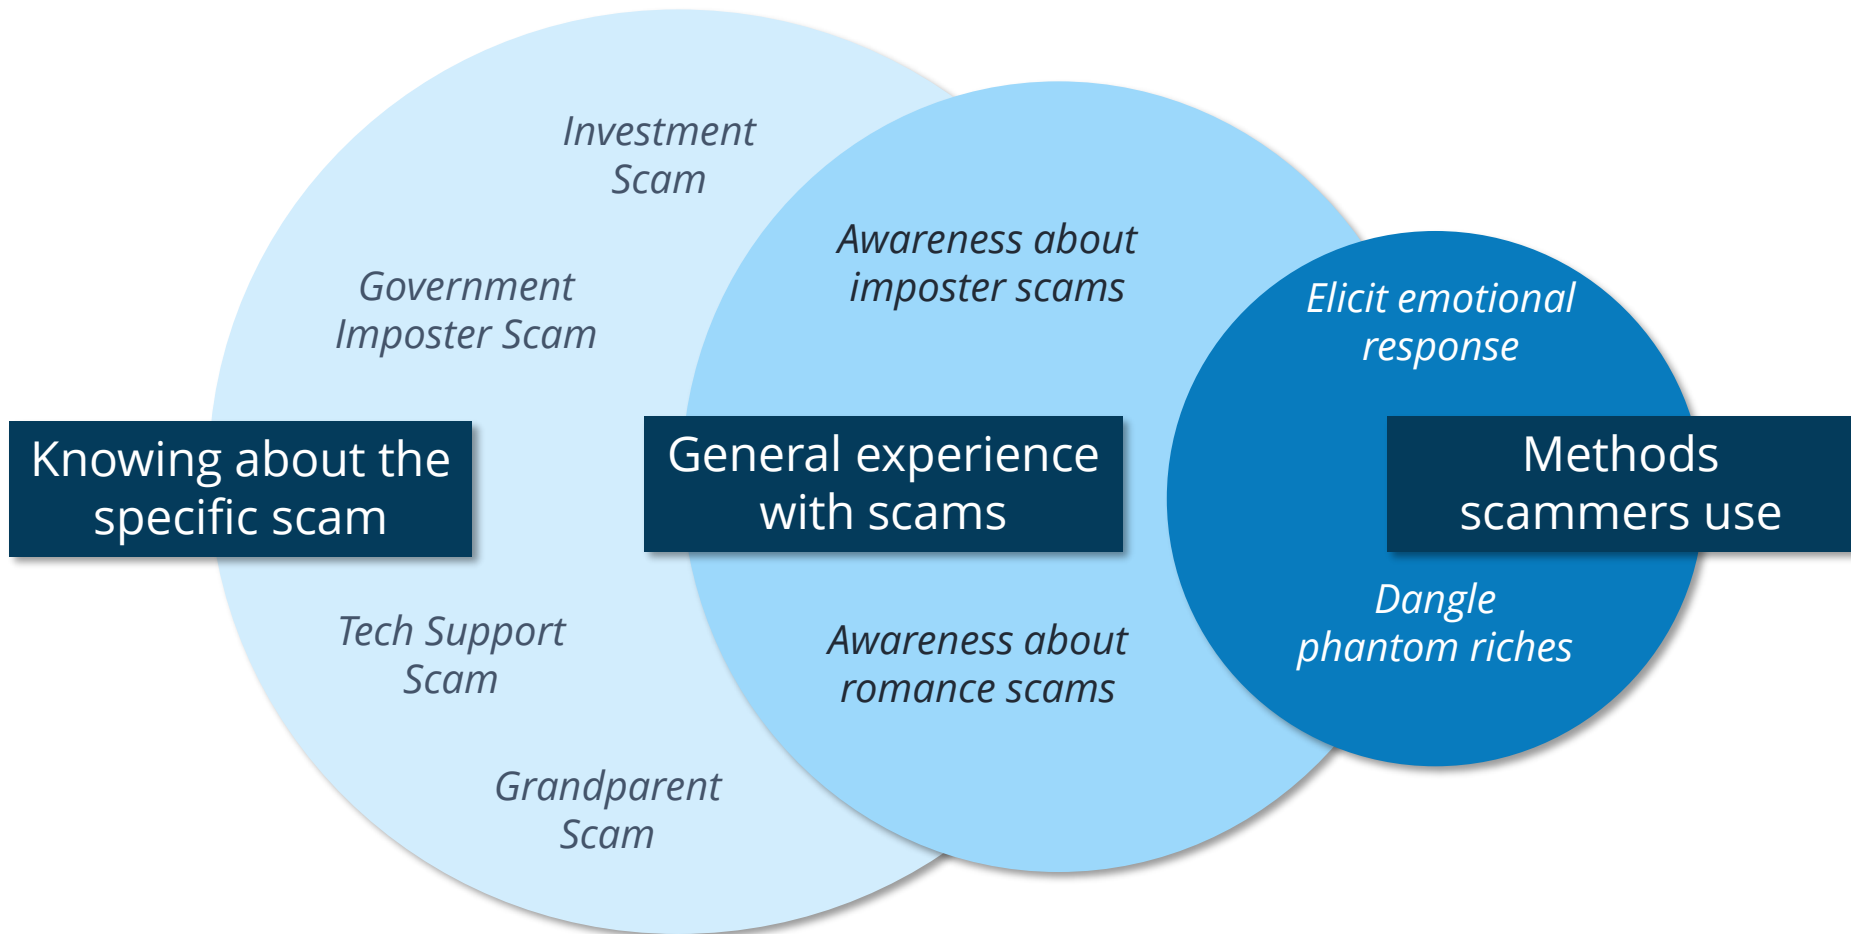 Investment
Scam
Government
Imposter Scam
Knowing about the
specific scam
Tech Support
Scam
Grandparent
Scam
Awareness about
imposter scams
General experience
with scams
Awareness about
romance scams
Elicit emotional
response
Methods
scammers use
Dangle
phantom riches